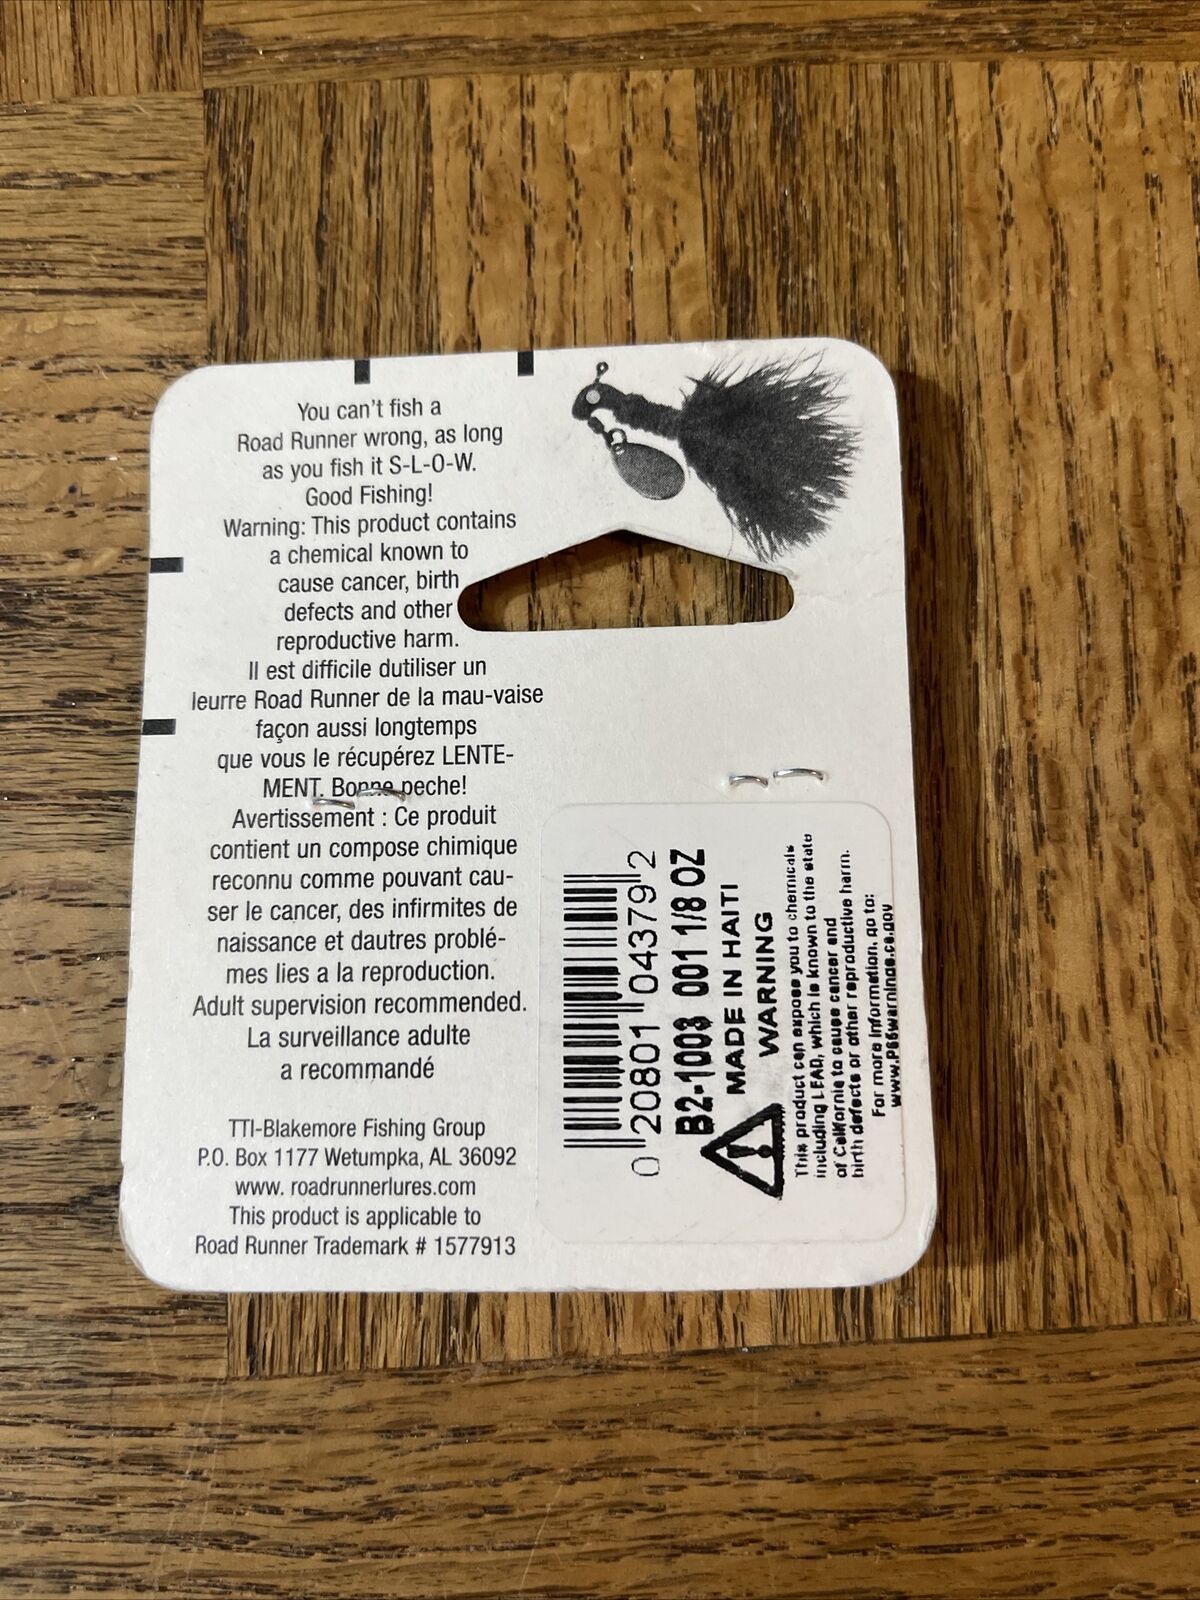 You can't fish a
Road Runner wrong, as long
as you fish it S-L-O-W.
Good Fishing!
Warning: This product contains
a chemical known to
cause cancer, birth
defects and other
reproductive harm.
Il est difficile dutiliser un
leurre Road Runner de la mau-vaise
façon aussi longtemps
que vous le récupérez LENTE-
MENT. Bonne peche!
Avertissement : Ce produit
contient un compose chimique
reconnu comme pouvant cau-
ser le cancer, des infirmites de
naissance et dautres problé-
mes lies a la reproduction.
Adult supervision recommended.
La surveillance adulte
a recommandé
TTI-Blakemore Fishing Group
P.O. Box 1177 Wetumpka, AL 36092
www. roadrunnerlures.com
This product is applicable to
Road Runner Trademark # 1577913
0 20801 04379 2
B2-1003 001 1/8 OZ
MADE IN HAITI
WARNING
This product can expose you to chemicals
including LEAD, which is known to the state
of California to cause cancer and
birth defects or other reproductive harm.
For more information, go to:
www.P65warnings.ca.gov